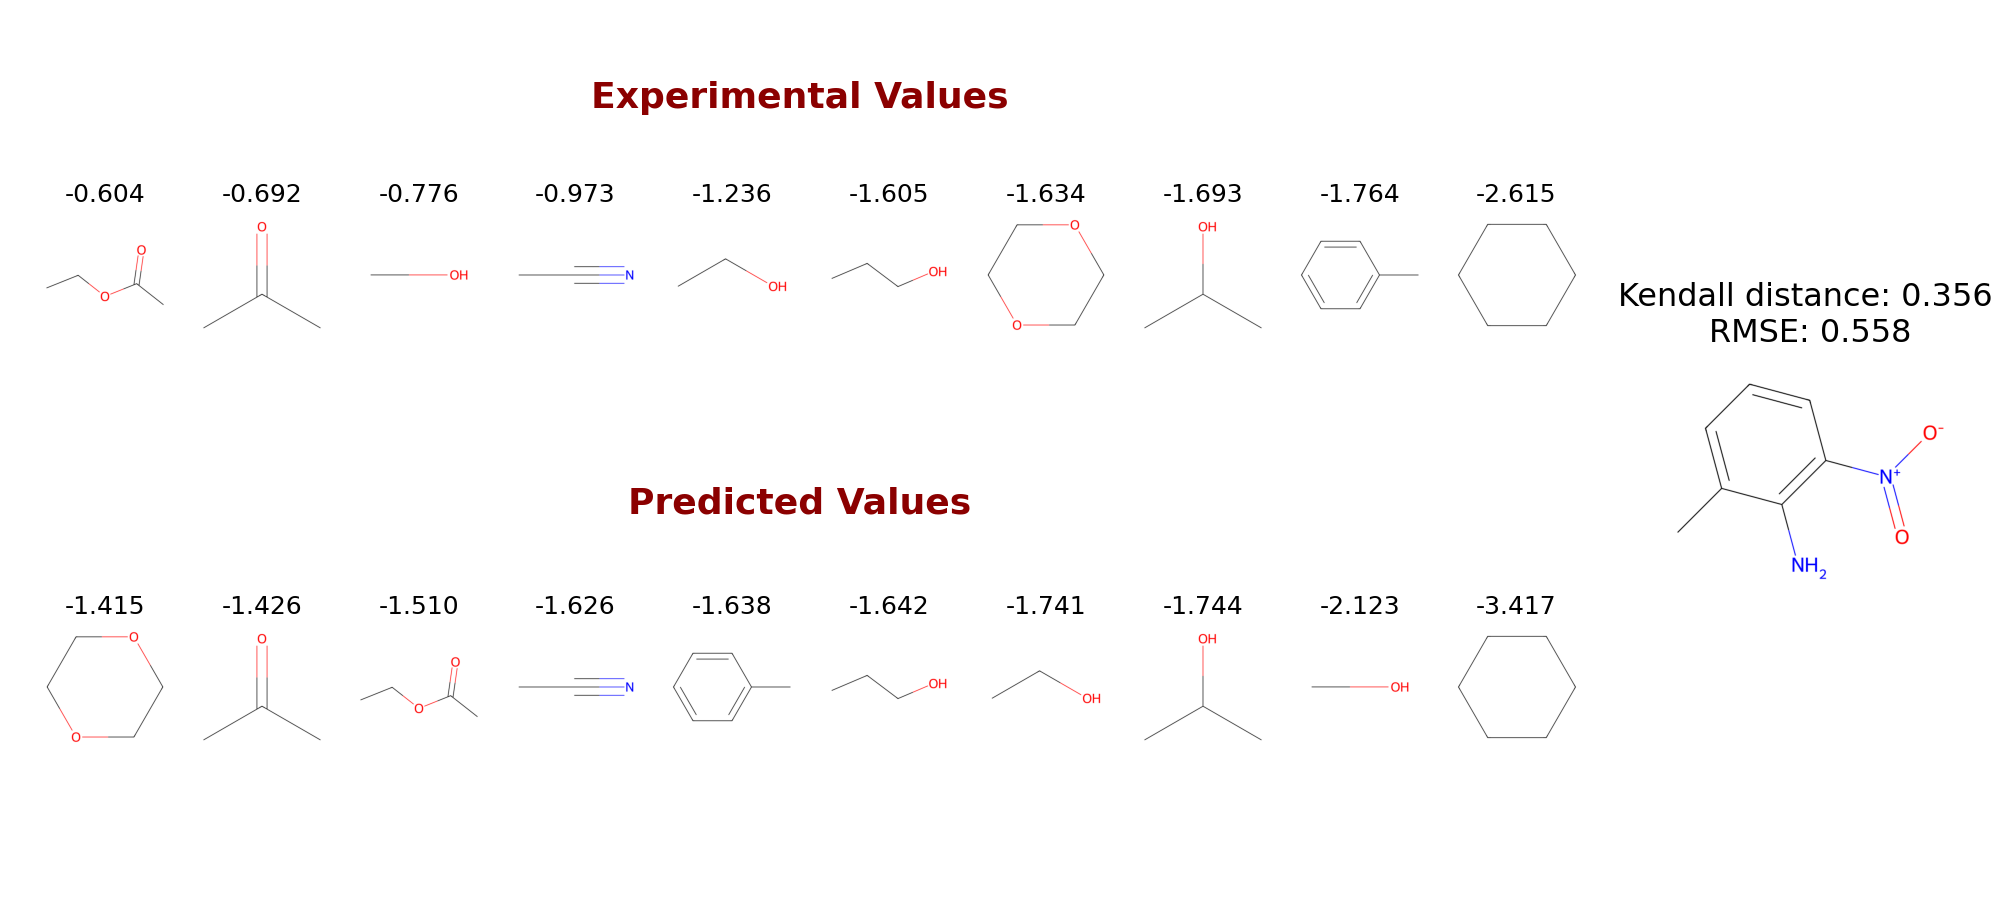 Experimental Values
-0.604 -0.692 -0.776 -0.973 -1.236 -1.605 -1.634 -1.693 -1.764 -2.615
O O OH N OH OH O OH
O O
Kendall distance: 0.356
RMSE: 0.558
O⁻
N⁺
O
NH₂
Predicted Values
-1.415 -1.426 -1.510 -1.626 -1.638 -1.642 -1.741 -1.744 -2.123 -3.417
O O O N OH OH OH OH
O O